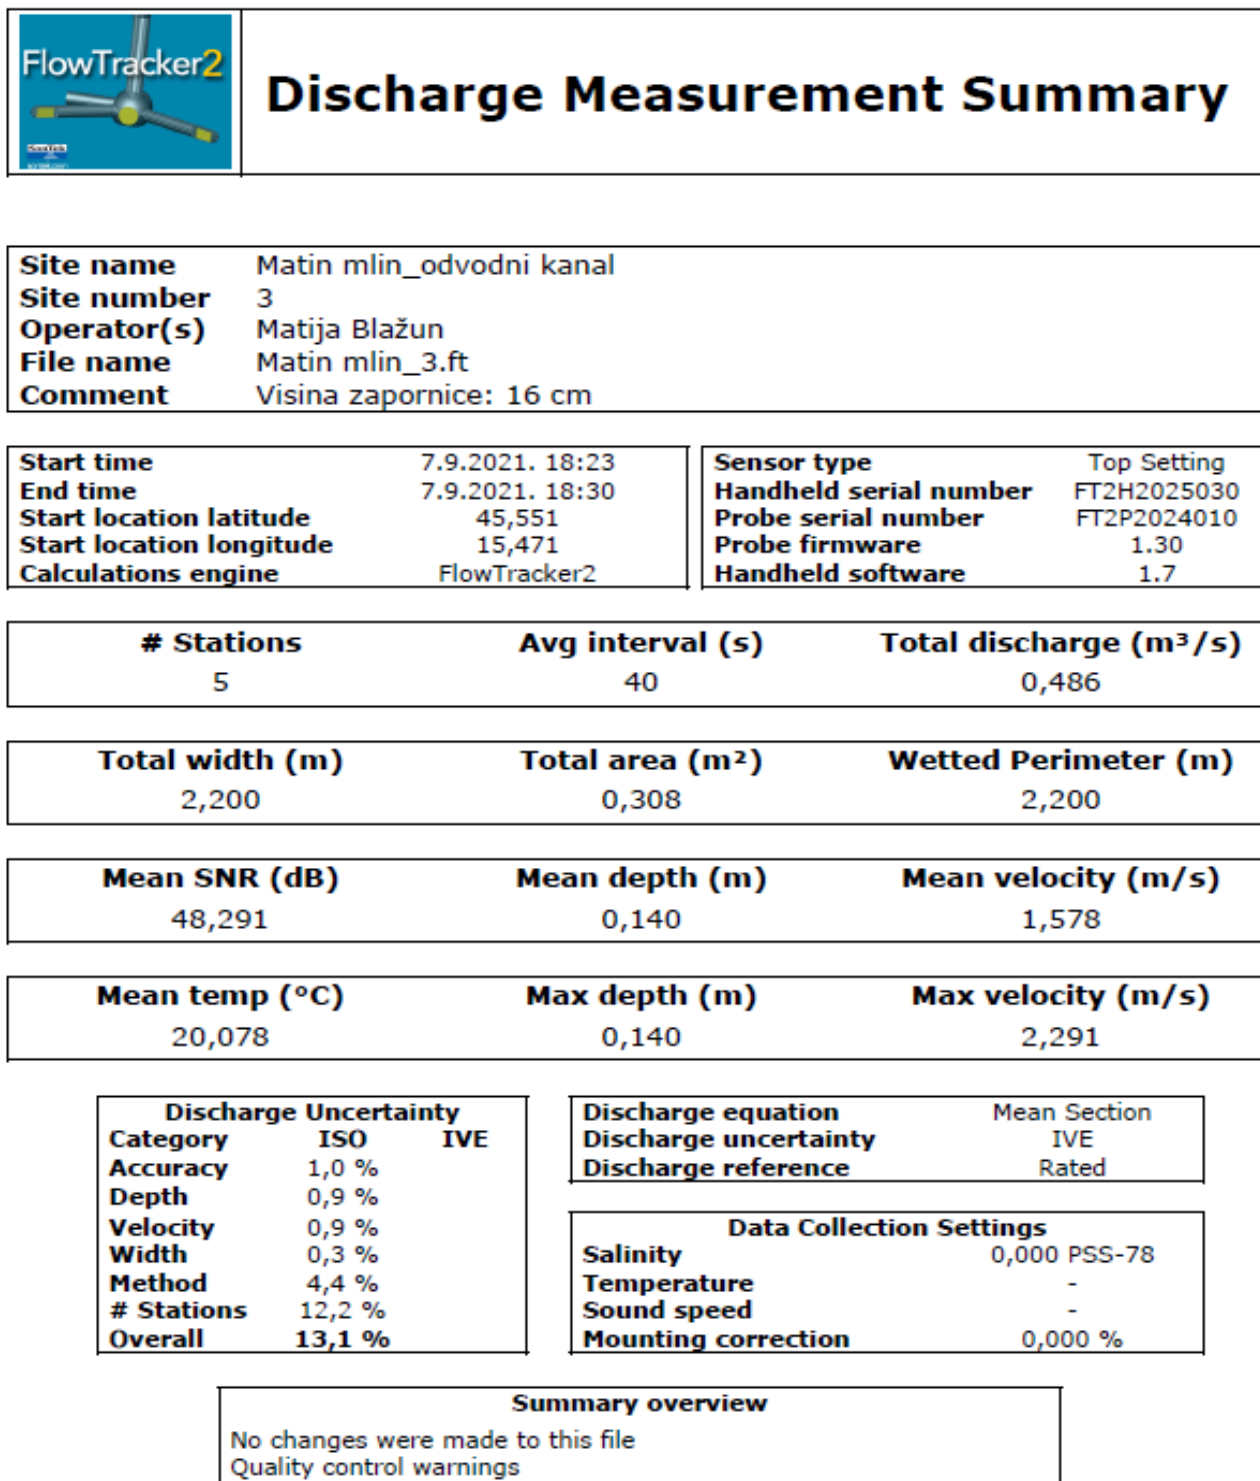 FlowTracker2
Discharge Measurement Summary
SonTek
Site name Matin mlin_odvodni kanal
Site number 3
Operator(s) Matija Blažun
File name Matin mlin_3.ft
Comment Visina zapornice: 16 cm
Start time 7.9.2021. 18:23
End time 7.9.2021. 18:30
Start location latitude 45,551
Start location longitude 15,471
Calculations engine FlowTracker2
Sensor type Top Setting
Handheld serial number FT2H2025030
Probe serial number FT2P2024010
Probe firmware 1.30
Handheld software 1.7
# Stations Avg interval (s) Total discharge (m³/s)
5 40 0,486
Total width (m) Total area (m²) Wetted Perimeter (m)
2,200 0,308 2,200
Mean SNR (dB) Mean depth (m) Mean velocity (m/s)
48,291 0,140 1,578
Mean temp (°C) Max depth (m) Max velocity (m/s)
20,078 0,140 2,291
Discharge Uncertainty
Category ISO IVE
Accuracy 1,0 %
Depth 0,9 %
Velocity 0,9 %
Width 0,3 %
Method 4,4 %
# Stations 12,2 %
Overall 13,1 %
Discharge equation Mean Section
Discharge uncertainty IVE
Discharge reference Rated
Data Collection Settings
Salinity 0,000 PSS-78
Temperature -
Sound speed -
Mounting correction 0,000 %
Summary overview
No changes were made to this file
Quality control warnings